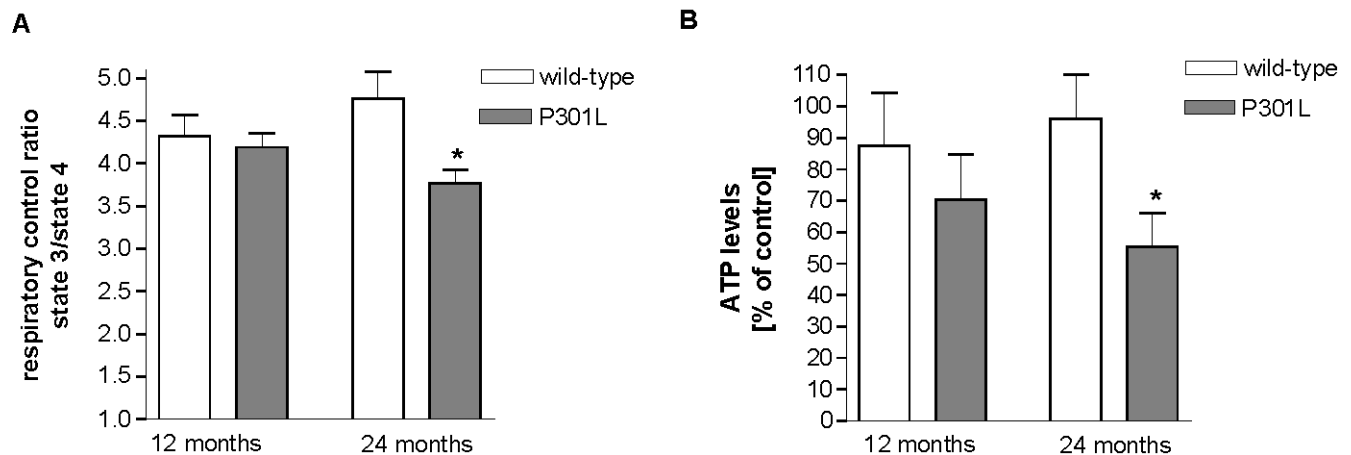 A
respiratory control ratio
state 3/state 4
5.0
4.5
4.0
3.5
3.0
2.5
2.0
1.5
1.0
wild-type
P301L
*
12 months
24 months
B
ATP levels
[% of control]
110
100
90
80
70
60
50
40
30
20
10
0
wild-type
P301L
*
12 months
24 months